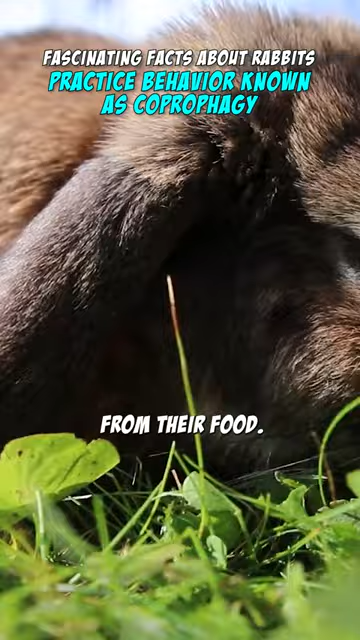 FASCINATING FACTS ABOUT RABBITS
PRACTICE BEHAVIOR KNOWN
AS COPROPHAGY
FROM THEIR FOOD.